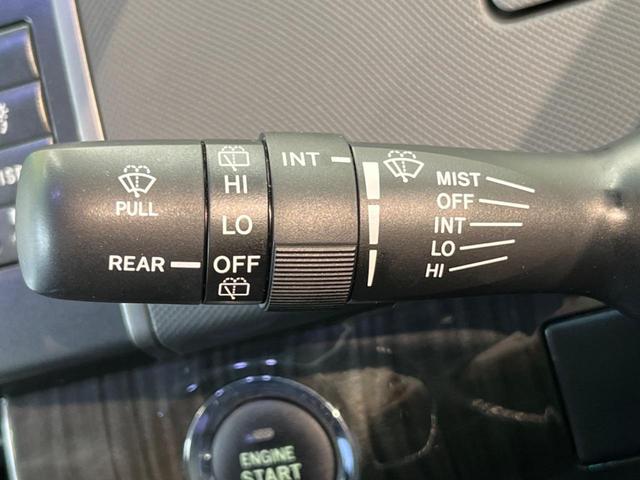 PULL
REAR
HI
LO
OFF
INT
MIST
OFF
INT
LO
HI
ENGINE
START